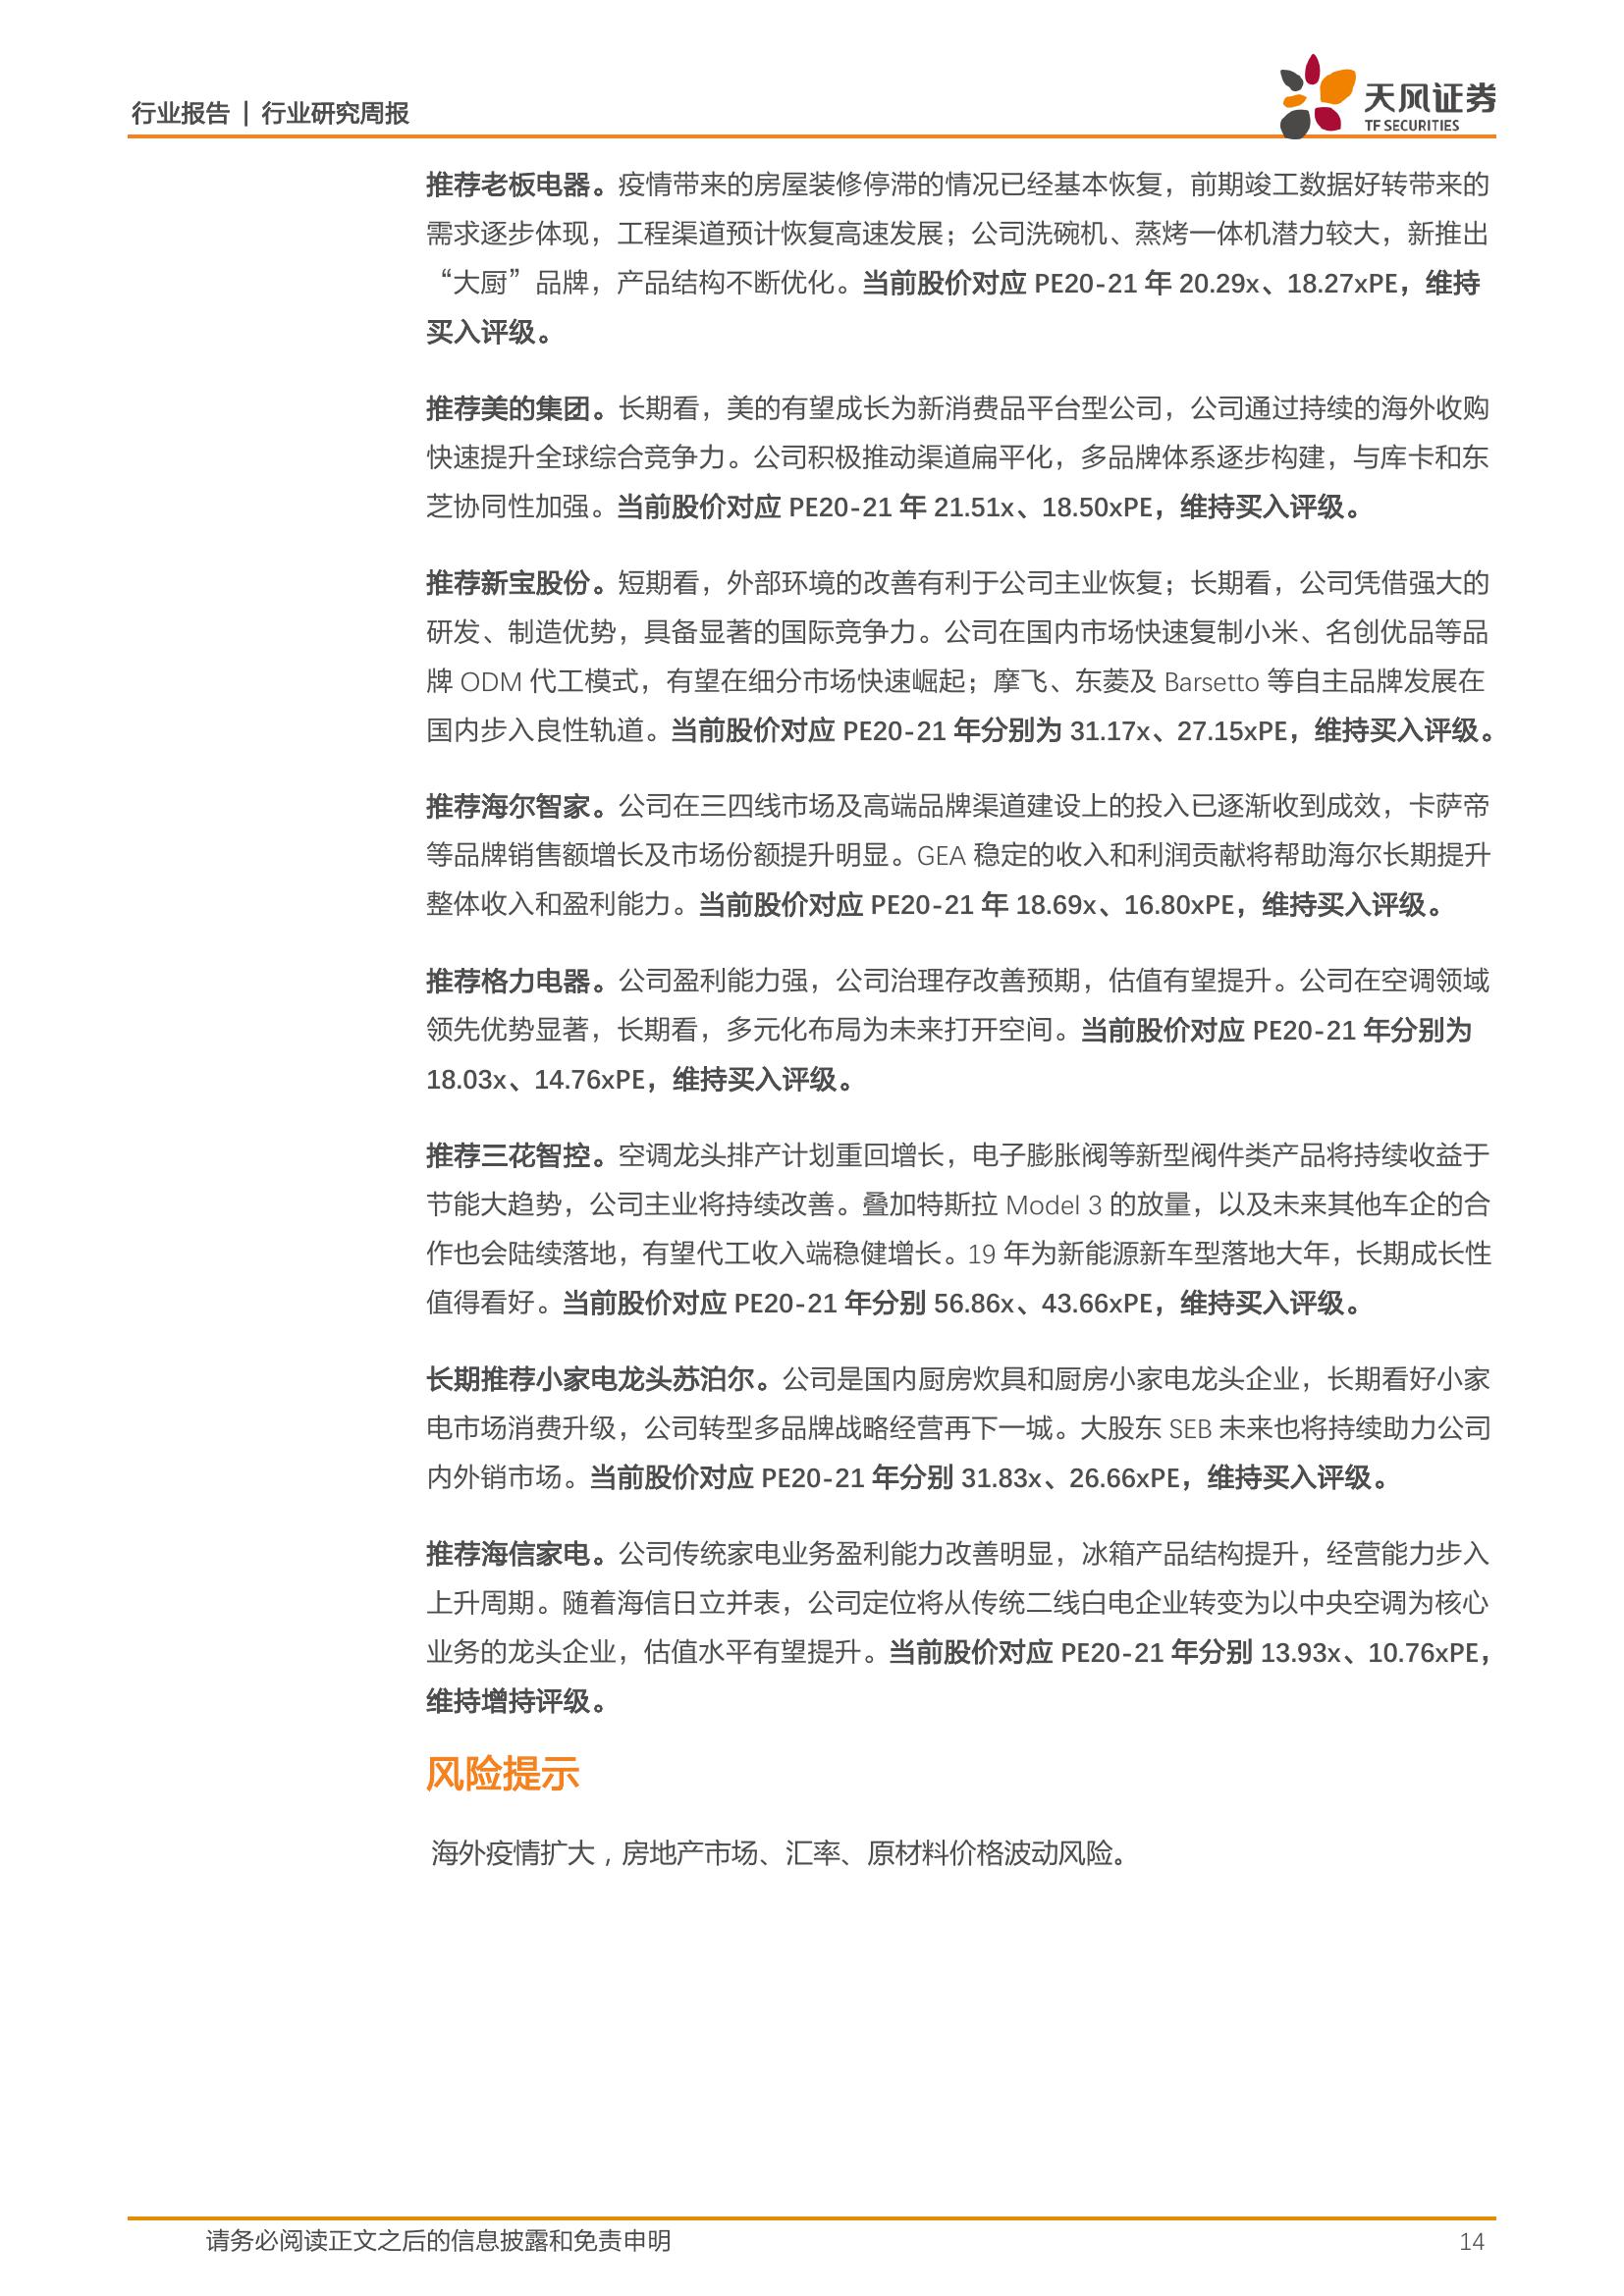 行业报告 | 行业研究周报
天风证券
TF SECURITIES
推荐老板电器。疫情带来的房屋装修停滞的情况已经基本恢复，前期竣工数据好转带来的
需求逐步体现，工程渠道预计恢复高速发展；公司洗碗机、蒸烤一体机潜力较大，新推出
“大厨”品牌，产品结构不断优化。当前股价对应 PE20-21 年 20.29x、18.27xPE，维持
买入评级。
推荐美的集团。长期看，美的有望成长为新消费品平台型公司，公司通过持续的海外收购
快速提升全球综合竞争力。公司积极推动渠道扁平化，多品牌体系逐步构建，与库卡和东
芝协同性加强。当前股价对应 PE20-21 年 21.51x、18.50xPE，维持买入评级。
推荐新宝股份。短期看，外部环境的改善有利于公司主业恢复；长期看，公司凭借强大的
研发、制造优势，具备显著的国际竞争力。公司在国内市场快速复制小米、名创优品等品
牌 ODM 代工模式，有望在细分市场快速崛起；摩飞、东菱及 Barsetto 等自主品牌发展在
国内步入良性轨道。当前股价对应 PE20-21 年分别为 31.17x、27.15xPE，维持买入评级。
推荐海尔智家。公司在三四线市场及高端品牌渠道建设上的投入已逐渐收到成效，卡萨帝
等品牌销售额增长及市场份额提升明显。GEA 稳定的收入和利润贡献将帮助海尔长期提升
整体收入和盈利能力。当前股价对应 PE20-21 年 18.69x、16.80xPE，维持买入评级。
推荐格力电器。公司盈利能力强，公司治理存改善预期，估值有望提升。公司在空调领域
领先优势显著，长期看，多元化布局为未来打开空间。当前股价对应 PE20-21 年分别为
18.03x、14.76xPE，维持买入评级。
推荐三花智控。空调龙头排产计划重回增长，电子膨胀阀等新型阀件类产品将持续收益于
节能大趋势，公司主业将持续改善。叠加特斯拉 Model 3 的放量，以及未来其他车企的合
作也会陆续落地，有望代工收入端稳健增长。19 年为新能源新车型落地大年，长期成长性
值得看好。当前股价对应 PE20-21 年分别 56.86x、43.66xPE，维持买入评级。
长期推荐小家电龙头苏泊尔。公司是国内厨房炊具和厨房小家电龙头企业，长期看好小家
电市场消费升级，公司转型多品牌战略经营再下一城。大股东 SEB 未来也将持续助力公司
内外销市场。当前股价对应 PE20-21 年分别 31.83x、26.66xPE，维持买入评级。
推荐海信家电。公司传统家电业务盈利能力改善明显，冰箱产品结构提升，经营能力步入
上升周期。随着海信日立并表，公司定位将从传统二线白电企业转变为以中央空调为核心
业务的龙头企业，估值水平有望提升。当前股价对应 PE20-21 年分别 13.93x、10.76xPE，
维持增持评级。
风险提示
海外疫情扩大，房地产市场、汇率、原材料价格波动风险。
请务必阅读正文之后的信息披露和免责申明
14